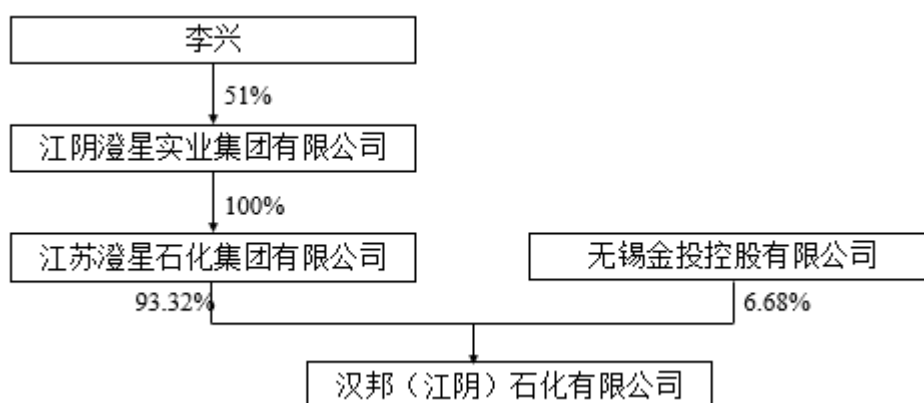 李兴
51%
江阴澄星实业集团有限公司
100%
江苏澄星石化集团有限公司
无锡金投控股有限公司
93.32%
6.68%
汉邦（江阴）石化有限公司